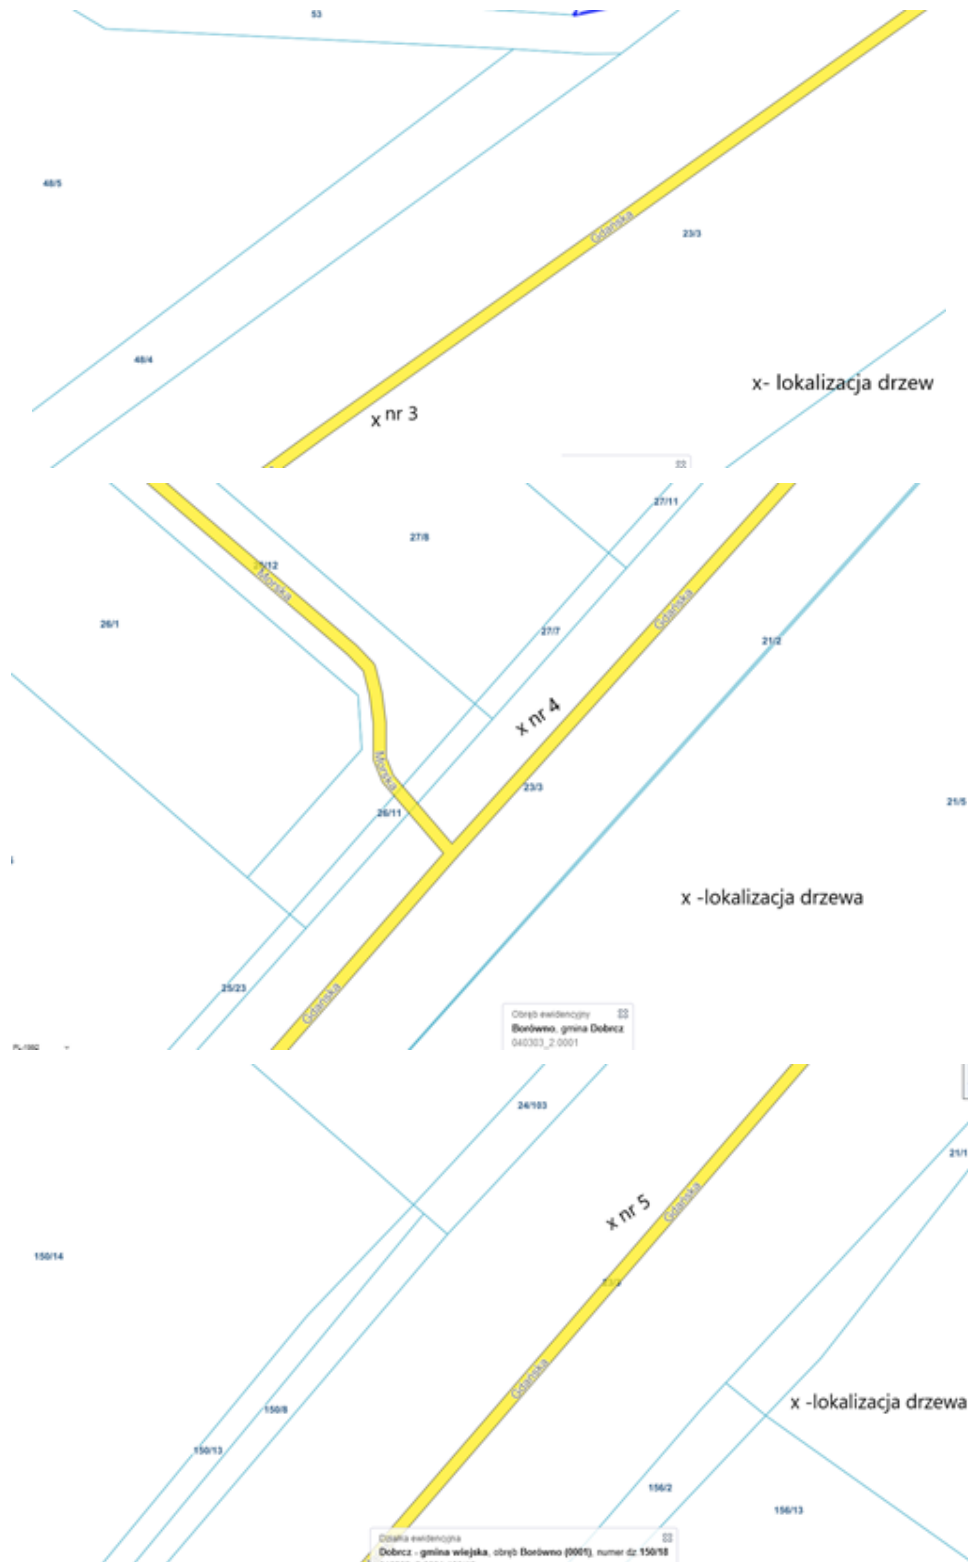 53
48/5
Gdańska
23/3
48/4
x- lokalizacja drzew
x nr 3
27/11
27/8
Morska
Gdańska
26/1
27/7
21/2
x nr 4
Morska
23/3
26/11
21/5
x -lokalizacja drzewa
25/23
Gdańska
Obręb ewidencyjny
Borówno, gmina Dobrcz
040303_2.0001
24/103
21/1
Gdańska
x nr 5
150/14
23/3
Gdańska
x -lokalizacja drzewa
150/8
150/13
156/2
156/13
Działka ewidencyjna
Dobrcz - gmina wiejska, obręb Borówno (0001), numer dz.150/18